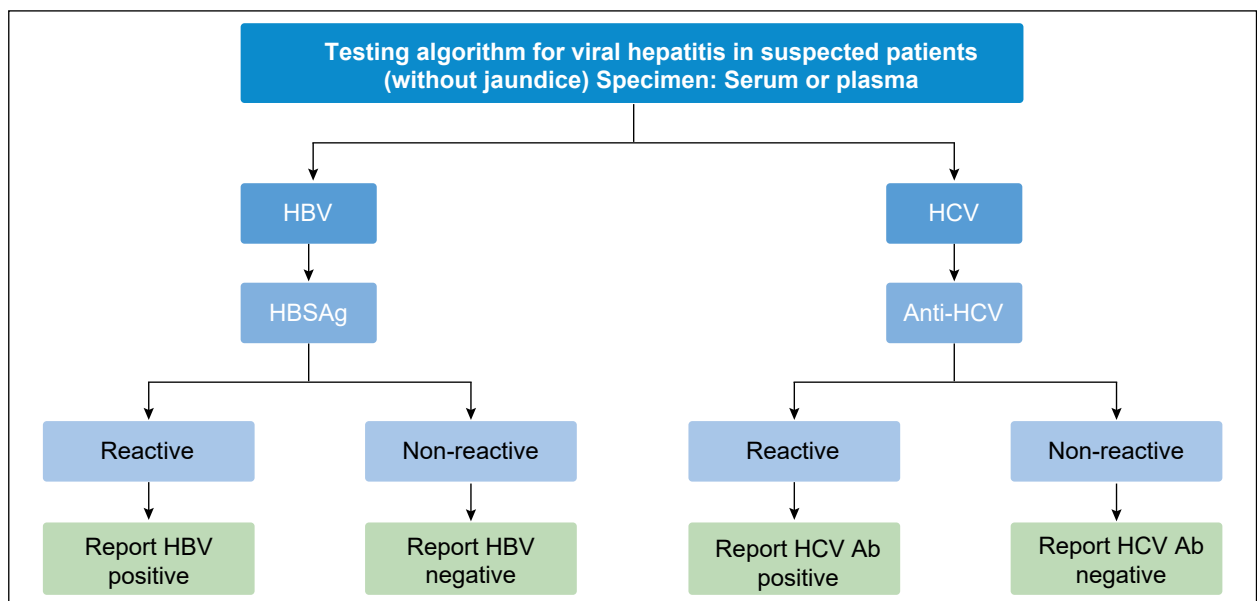 Testing algorithm for viral hepatitis in suspected patients
(without jaundice) Specimen: Serum or plasma
HBV
HCV
HBSAg
Anti-HCV
Reactive
Non-reactive
Reactive
Non-reactive
Report HBV
positive
Report HBV
negative
Report HCV Ab
positive
Report HCV Ab
negative